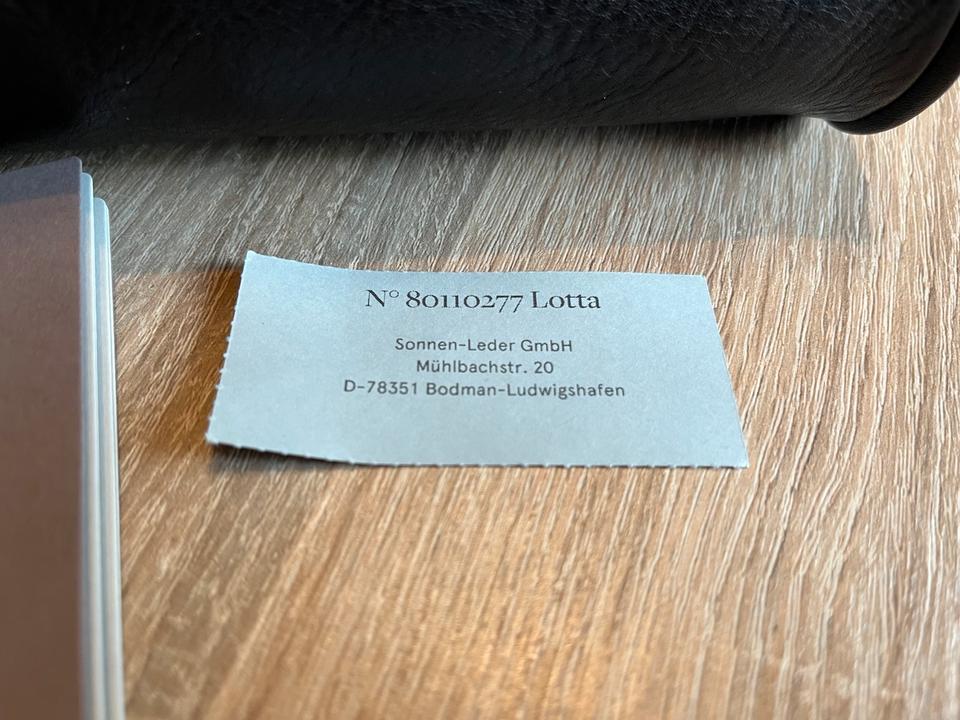 N° 80110277 Lotta
Sonnen-Leder GmbH
Mühlbachstr. 20
D-78351 Bodman-Ludwigshafen